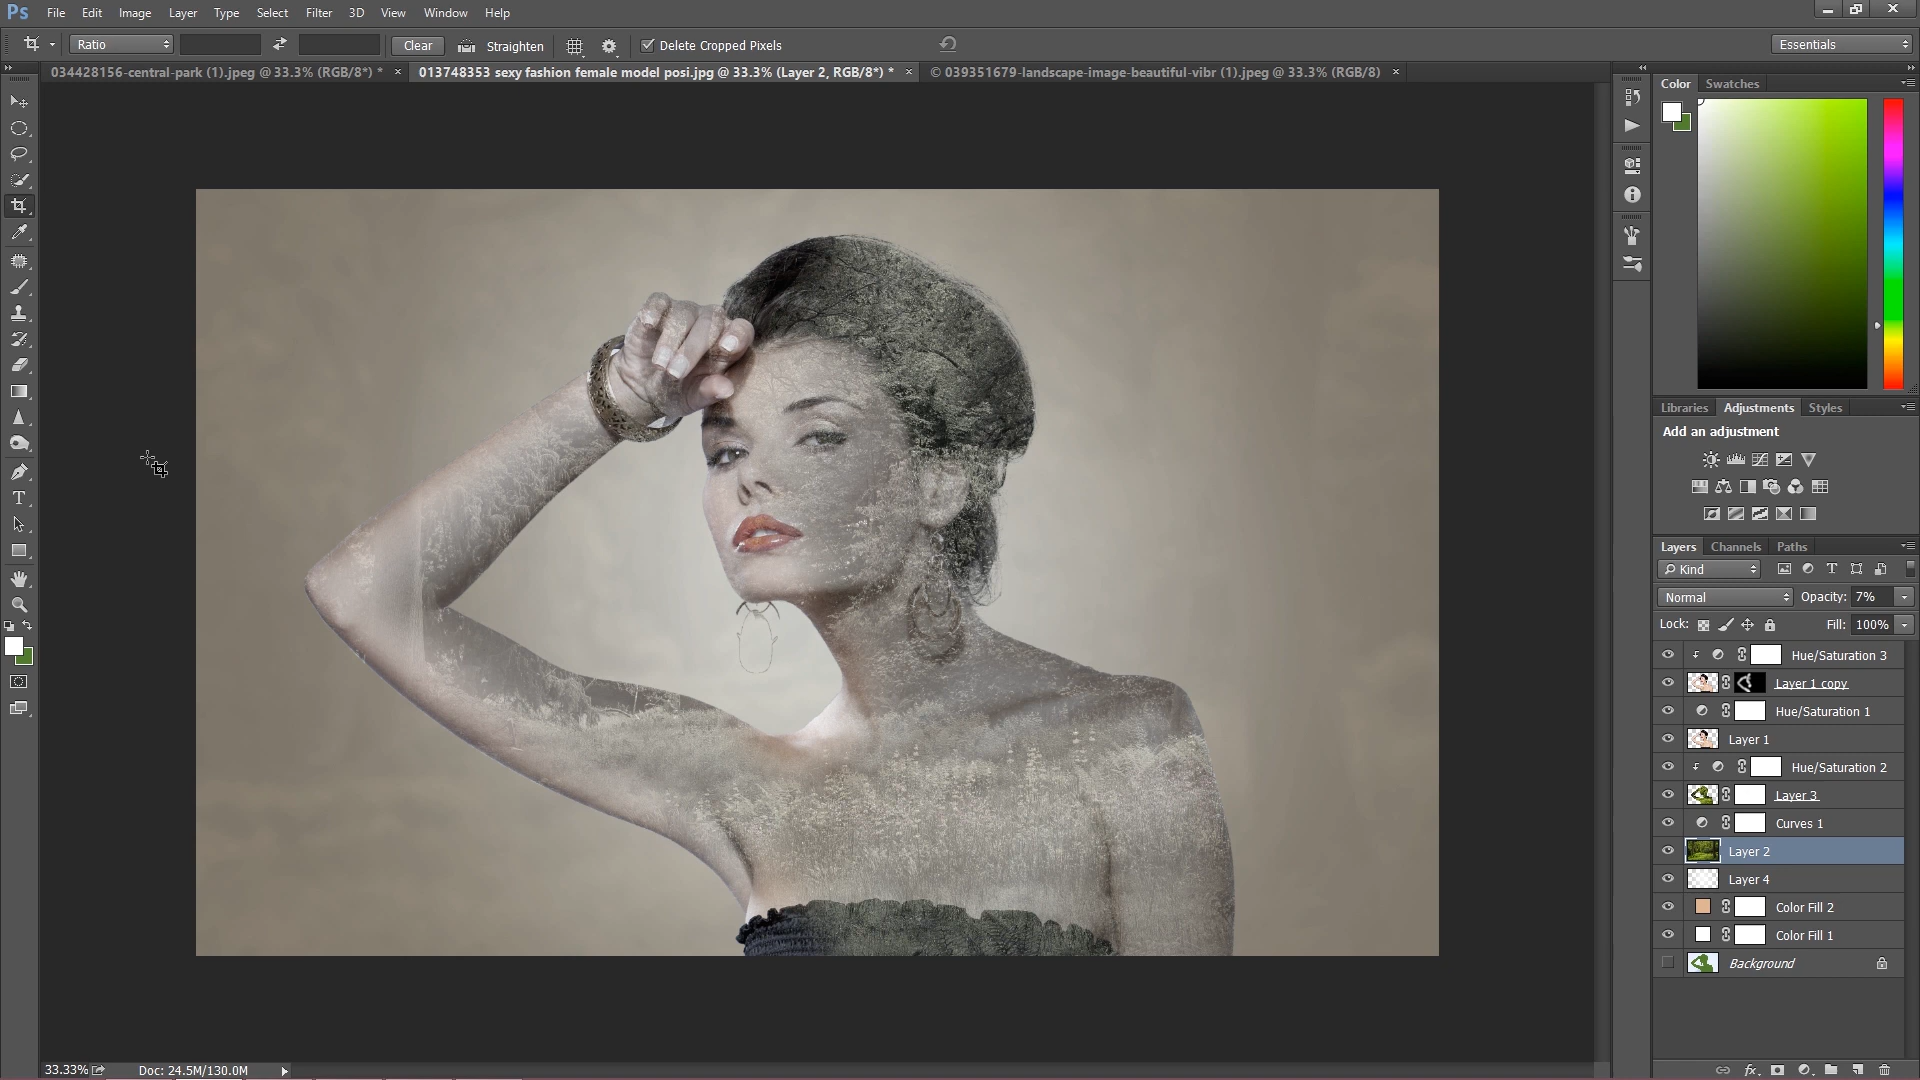 Ps File Edit Image Layer Type Select Filter 3D View Window Help
Ratio Clear Straighten Delete Cropped Pixels Essentials
034428156-central-park (1).jpeg @ 33.3% (RGB/8*) * × 013748353 sexy fashion female model posi.jpg @ 33.3% (Layer 2, RGB/8*) * × © 039351679-landscape-image-beautiful-vibr (1).jpeg @ 33.3% (RGB/8) ×
Color Swatches
Libraries Adjustments Styles
Add an adjustment
Layers Channels Paths
Kind
Normal Opacity: 7%
Lock: Fill: 100%
Hue/Saturation 3
Layer 1 copy
Hue/Saturation 1
Layer 1
Hue/Saturation 2
Layer 3
Curves 1
Layer 2
Layer 4
Color Fill 2
Color Fill 1
Background
33.33% Doc: 24.5M/130.0M
fx